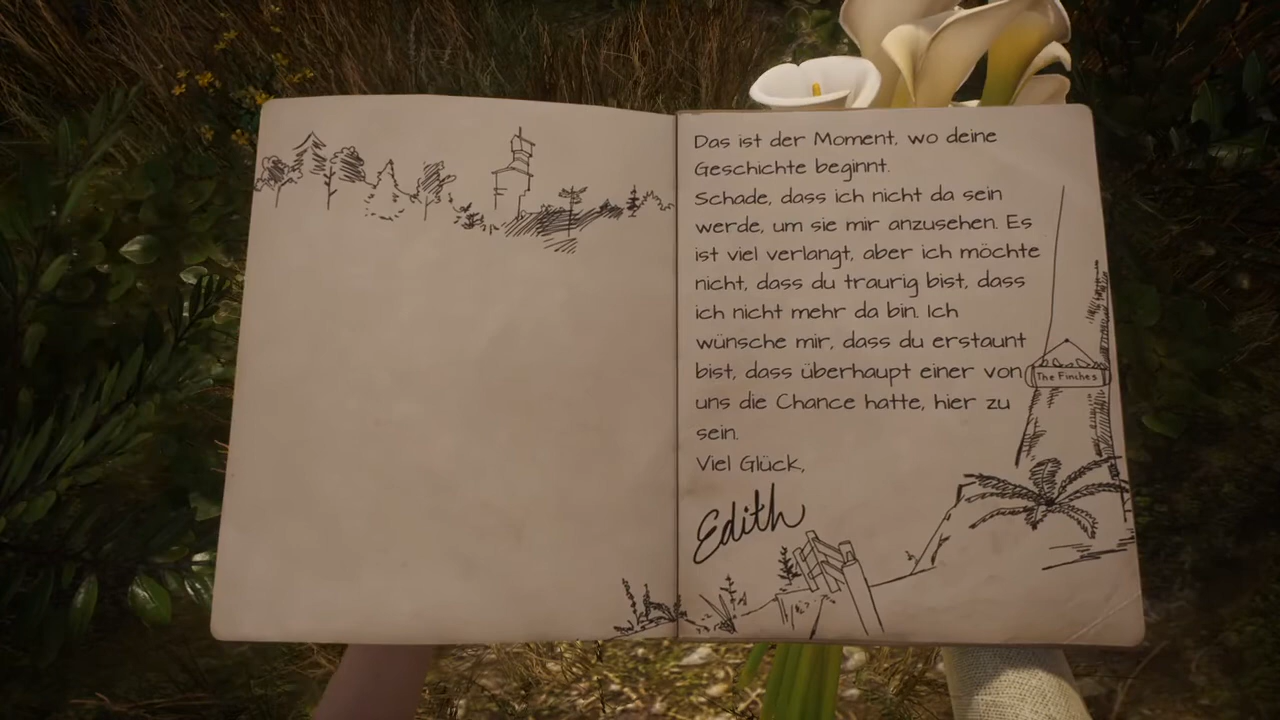 Das ist der Moment, wo deine
Geschichte beginnt.
Schade, dass ich nicht da sein
werde, um sie mir anzusehen. Es
ist viel verlangt, aber ich möchte
nicht, dass du traurig bist, dass
ich nicht mehr da bin. Ich
wünsche mir, dass du erstaunt
bist, dass überhaupt einer von
uns die Chance hatte, hier zu
sein.
Viel Glück,
Edith
The Finches